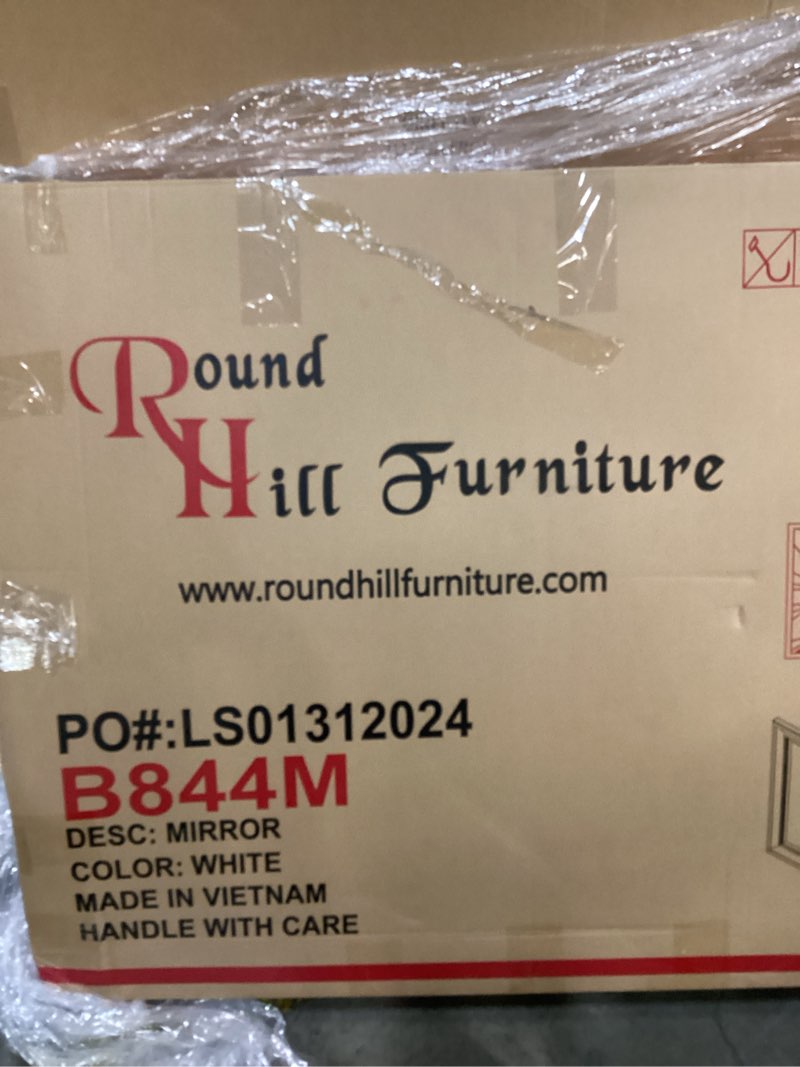 Round
Hill Furniture
www.roundhillfurniture.com
PO#:LS01312024
B844M
DESC: MIRROR
COLOR: WHITE
MADE IN VIETNAM
HANDLE WITH CARE